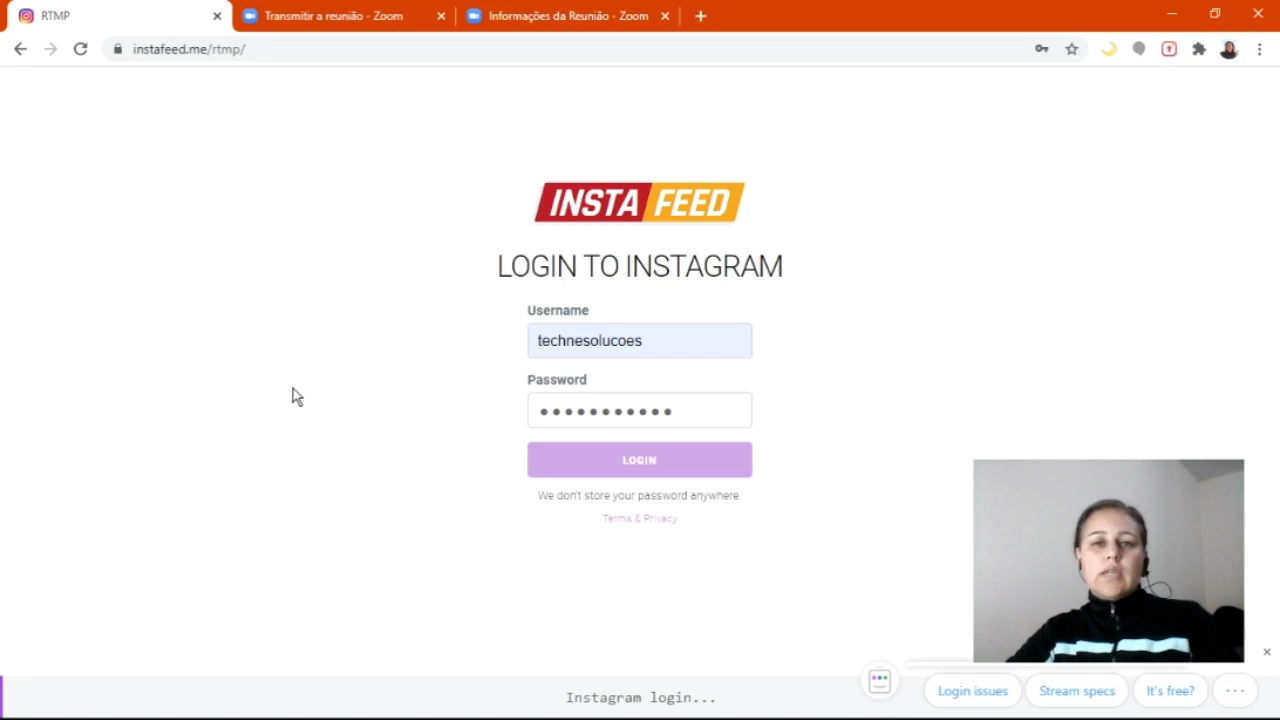 RTMP
Transmitir a reunião - Zoom
Informações da Reunião - Zoom
instafeed.me/rtmp/
INSTA FEED
LOGIN TO INSTAGRAM
Username
technesolucoes
Password
LOGIN
We don't store your password anywhere.
Terms & Privacy
Instagram login...
Login issues
Stream specs
It's free?